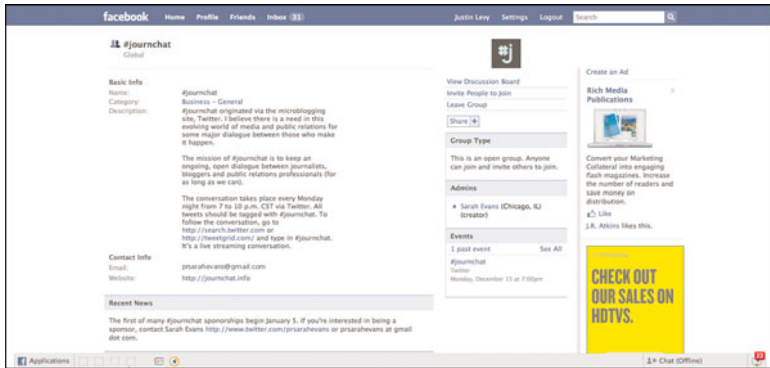 facebook Home Profile Friends Inbox 31 Justin Levy Settings Logout Search
#journchat
Global
Basic Info
Name: #journchat
Category: Business – General
Description: #journchat originated via the microblogging
site, Twitter. I believe there is a need in this
evolving world of media and public relations for
some major dialogue between those who make
it happen.
The mission of #journchat is to keep an
ongoing, open dialogue between journalists,
bloggers and public relations professionals (for
as long as we can).
The conversation takes place every Monday
night from 7 to 10 p.m. CST via Twitter. All
tweets should be tagged with #journchat. To
follow the conversation, go to
http://search.twitter.com or
http://tweetgrid.com/ and type in #journchat.
It's a live streaming conversation.
Contact Info
Email: prsarahevans@gmail.com
Website: http://journchat.info
Recent News
The first of many #journchat sponorships begin January 5. If you're interested in being a
sponsor, contact Sarah Evans http://www.twitter.com/prsarahevans or prsarahevans at gmail
dot com.
#j
View Discussion Board
Invite People to Join
Leave Group
Share +
Group Type
This is an open group. Anyone
can join and invite others to join.
Admins
Sarah Evans (Chicago, IL)
(creator)
Events
1 past event See All
#journchat
Twitter
Monday, December 15 at 7:00pm
Create an Ad
Rich Media
Publications
Convert your Marketing
Collateral into engaging
flash magazines. Increase
the number of readers and
save money on
distribution.
Like
J.R. Atkins likes this.
CHECK OUT
OUR SALES ON
HDTVS.
Applications Chat (Offline) 23